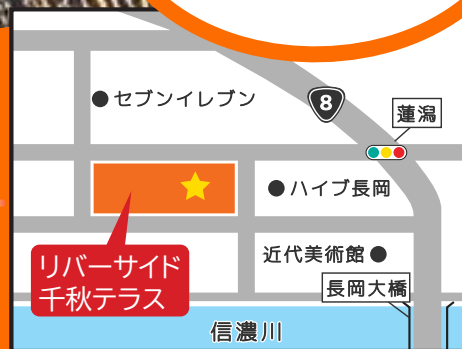 セブンイレブン
8
蓮潟
ハイブ長岡
リバーサイド
千秋テラス
近代美術館
長岡大橋
信濃川